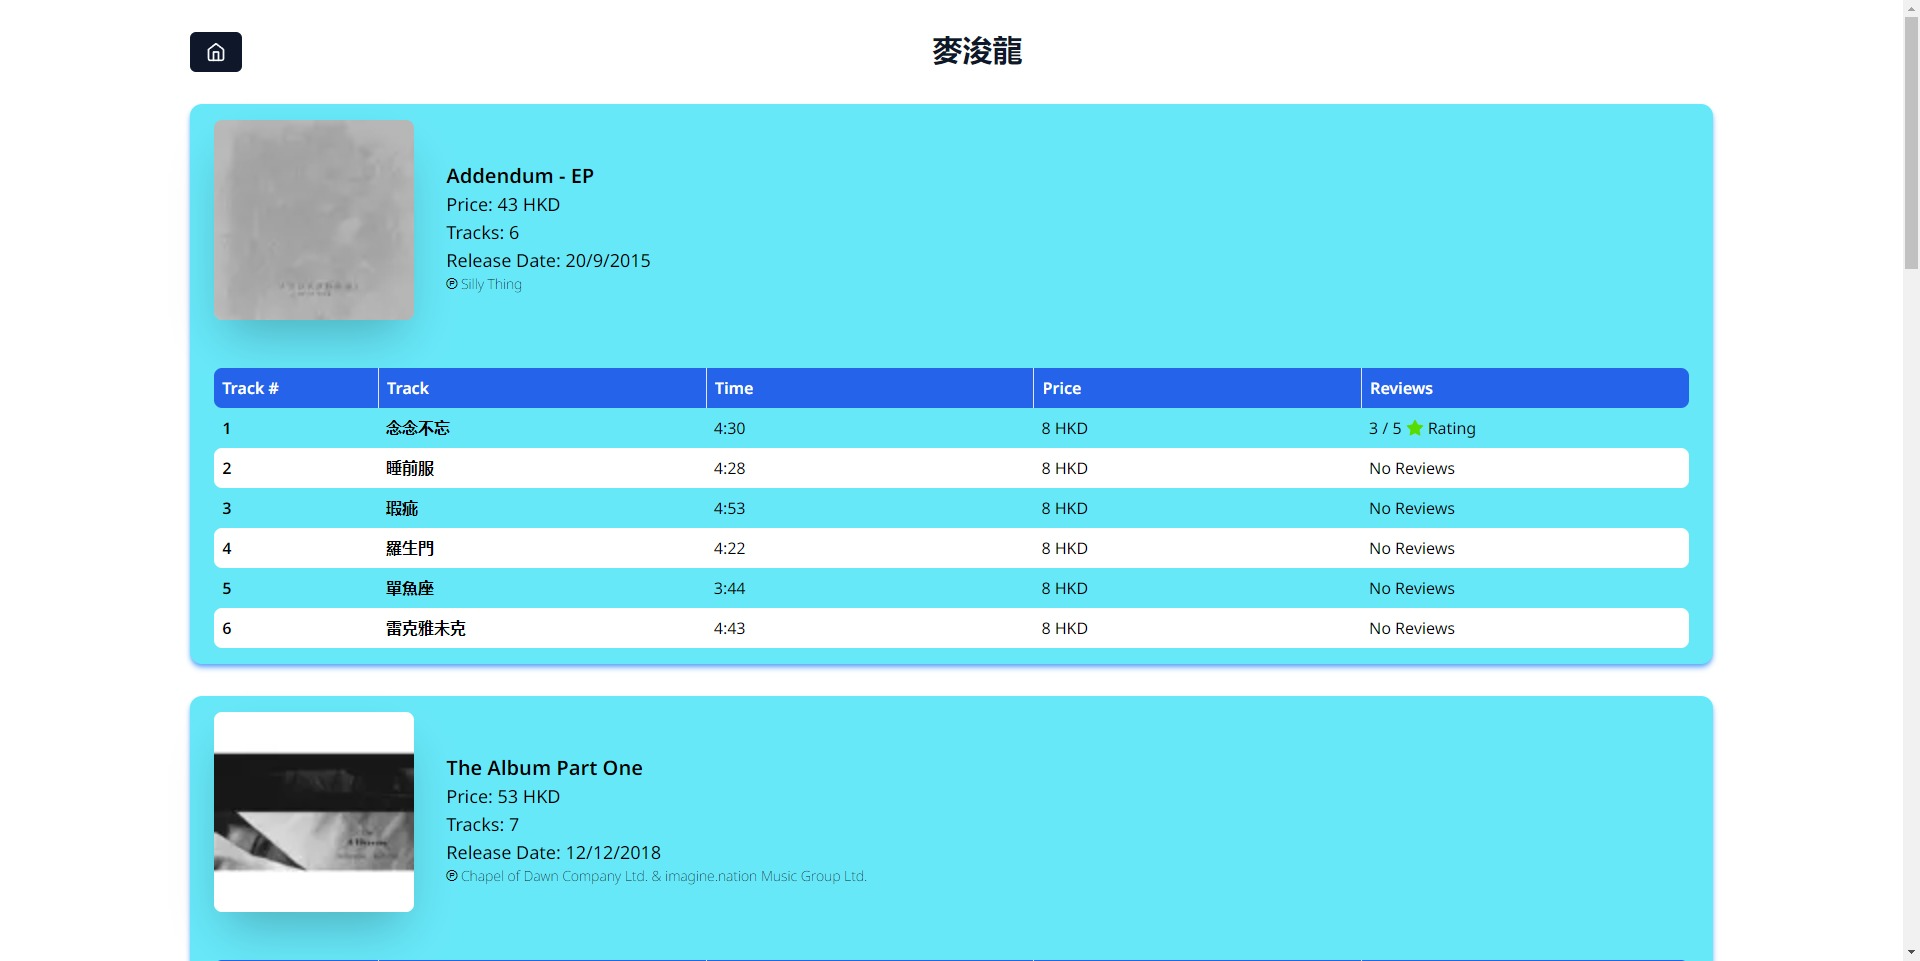 麥浚龍
Addendum - EP
Price: 43 HKD
Tracks: 6
Release Date: 20/9/2015
℗ Silly Thing
Track # Track Time Price Reviews
1 念念不忘 4:30 8 HKD 3 / 5 Rating
2 睡前服 4:28 8 HKD No Reviews
3 瑕疵 4:53 8 HKD No Reviews
4 羅生門 4:22 8 HKD No Reviews
5 單魚座 3:44 8 HKD No Reviews
6 雷克雅未克 4:43 8 HKD No Reviews
The Album Part One
Price: 53 HKD
Tracks: 7
Release Date: 12/12/2018
℗ Chapel of Dawn Company Ltd. & imagine.nation Music Group Ltd.